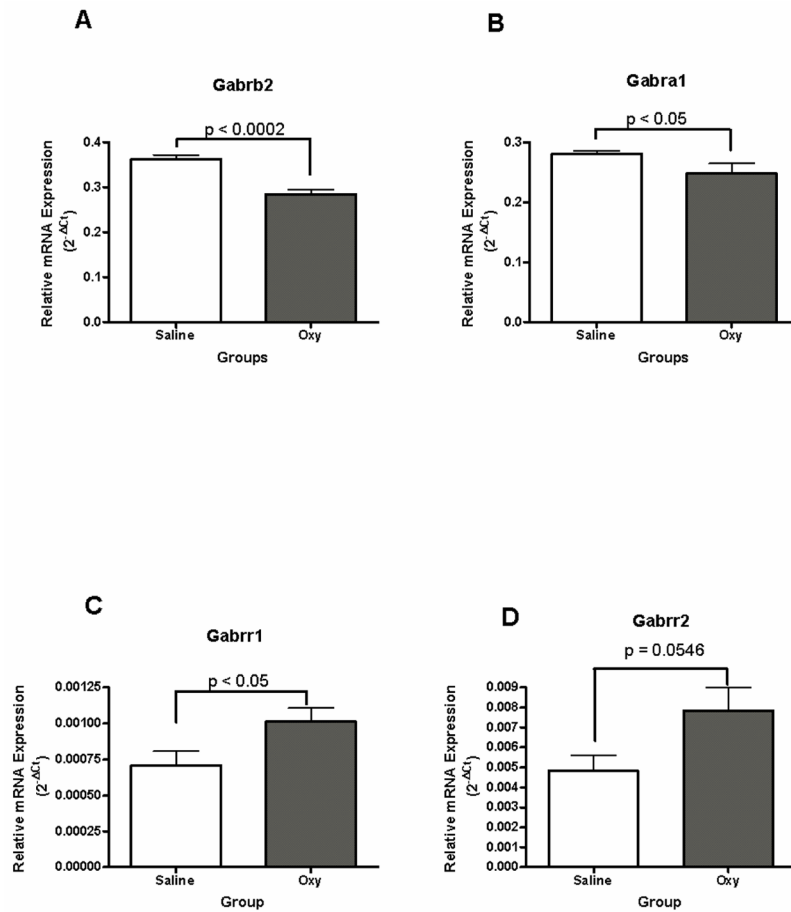 A
Gabrb2
p < 0.0002
Relative mRNA Expression
(2^-ΔCt)
0.4
0.3
0.2
0.1
0.0
Saline
Oxy
Groups
B
Gabra1
p < 0.05
Relative mRNA Expression
(2^-ΔCt)
0.3
0.2
0.1
0.0
Saline
Oxy
Groups
C
Gabrr1
p < 0.05
Relative mRNA Expression
(2^-ΔCt)
0.00125
0.00100
0.00075
0.00050
0.00025
0.00000
Saline
Oxy
Group
D
Gabrr2
p = 0.0546
Relative mRNA Expression
(2^-ΔCt)
0.009
0.008
0.007
0.006
0.005
0.004
0.003
0.002
0.001
0.000
Saline
Oxy
Group